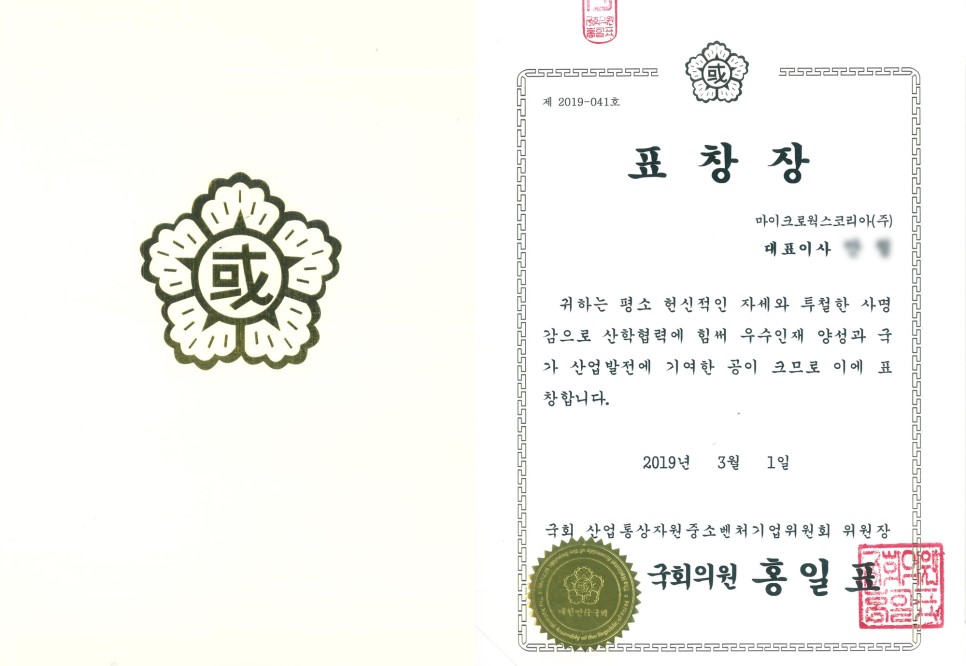 或
或
제 2019-041호
표 창 장
마이크로웍스코리아(주)
대표이사
귀하는 평소 헌신적인 자세와 투철한 사명
감으로 산학협력에 힘써 우수인재 양성과 국
가 산업발전에 기여한 공이 크므로 이에 표
창합니다.
2019년 3월 1일
국회 산업통상자원중소벤처기업위원회 위원장
국회의원 홍일표
대한민국국회